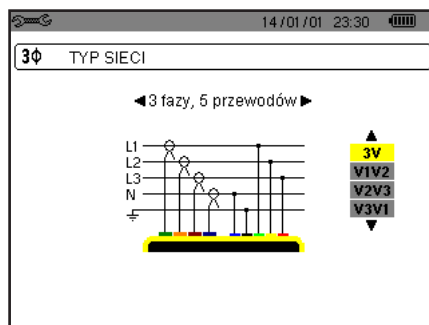 14/01/01 23:30
3Φ TYP SIECI
◄3 fazy, 5 przewodów►
L1
L2
L3
N
3V
V1V2
V2V3
V3V1